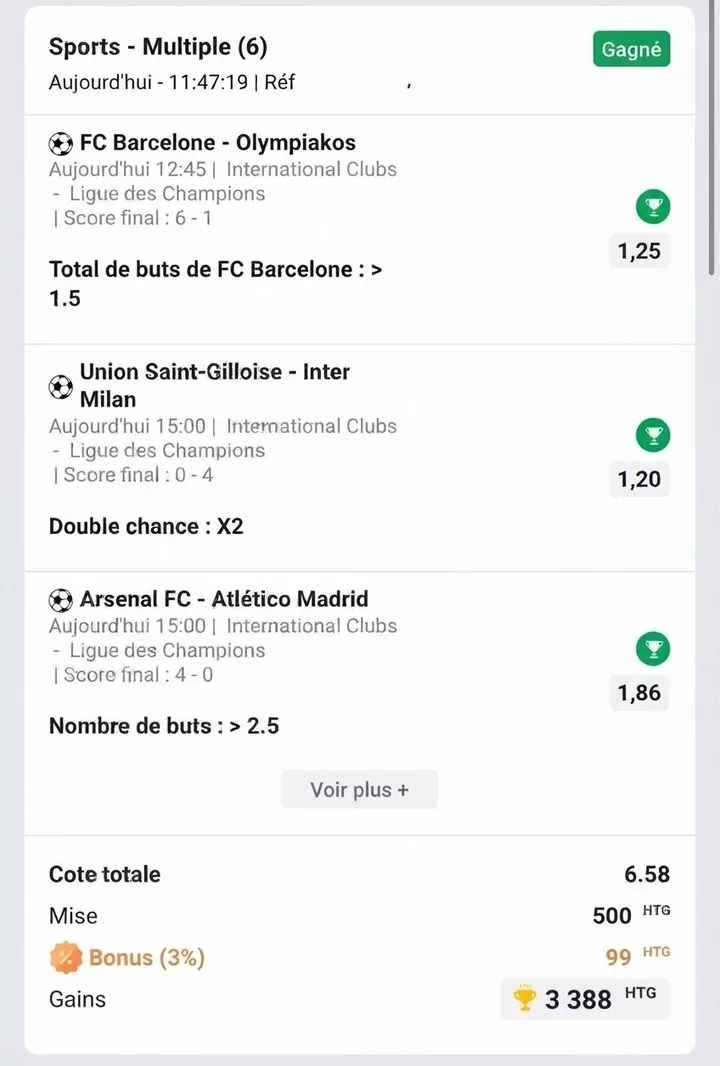 Sports - Multiple (6)
Gagné
Aujourd'hui - 11:47:19 | Réf
,
FC Barcelone - Olympiakos
Aujourd'hui 12:45 | International Clubs
- Ligue des Champions
| Score final : 6 - 1
1,25
Total de buts de FC Barcelone : >
1.5
Union Saint-Gilloise - Inter
Milan
Aujourd'hui 15:00 | International Clubs
- Ligue des Champions
| Score final : 0 - 4
1,20
Double chance : X2
Arsenal FC - Atlético Madrid
Aujourd'hui 15:00 | International Clubs
- Ligue des Champions
| Score final : 4 - 0
1,86
Nombre de buts : > 2.5
Voir plus +
Cote totale 6.58
Mise 500 HTG
Bonus (3%) 99 HTG
Gains 3 388 HTG